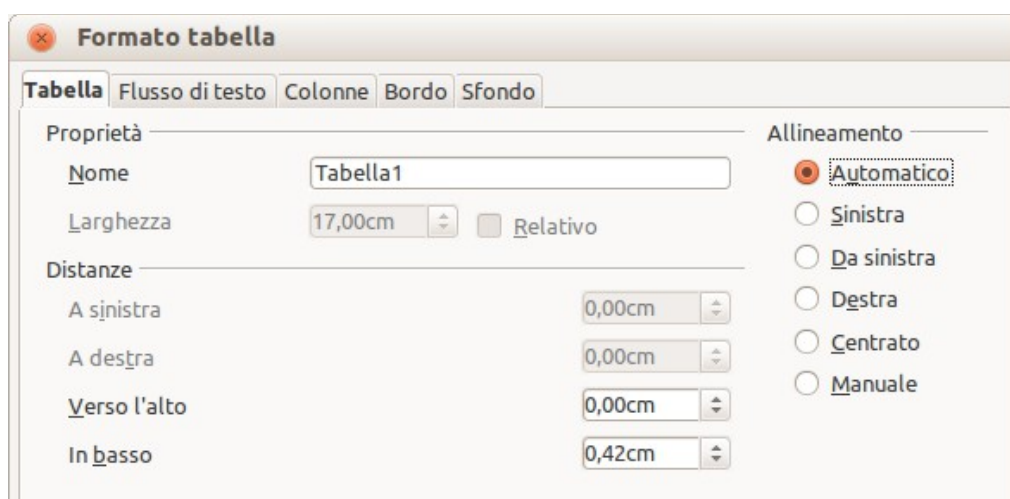 Formato tabella
Tabella Flusso di testo Colonne Bordo Sfondo
Proprietà
Nome Tabella1
Larghezza 17,00cm Relativo
Distanze
A sinistra 0,00cm
A destra 0,00cm
Verso l'alto 0,00cm
In basso 0,42cm
Allineamento
Automatico
Sinistra
Da sinistra
Destra
Centrato
Manuale